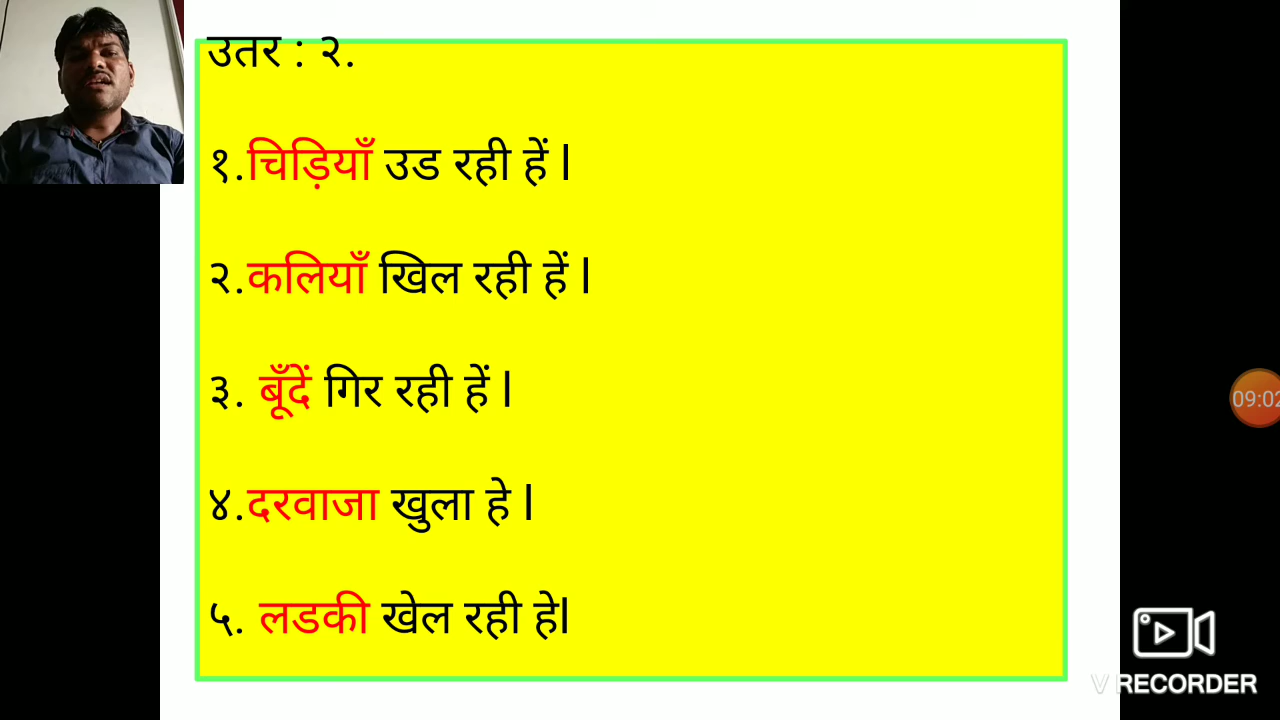 उतर : २.
१.चिड़ियाँ उड रही हें l
२.कलियाँ खिल रही हें l
३. बूँदें गिर रही हें l
४.दरवाजा खुला हे l
५. लडकी खेल रही हेl
09:02
V RECORDER